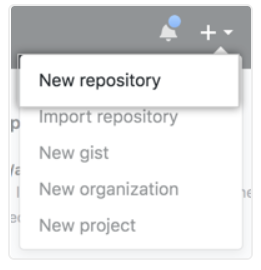 New repository
Import repository
New gist
New organization
New project